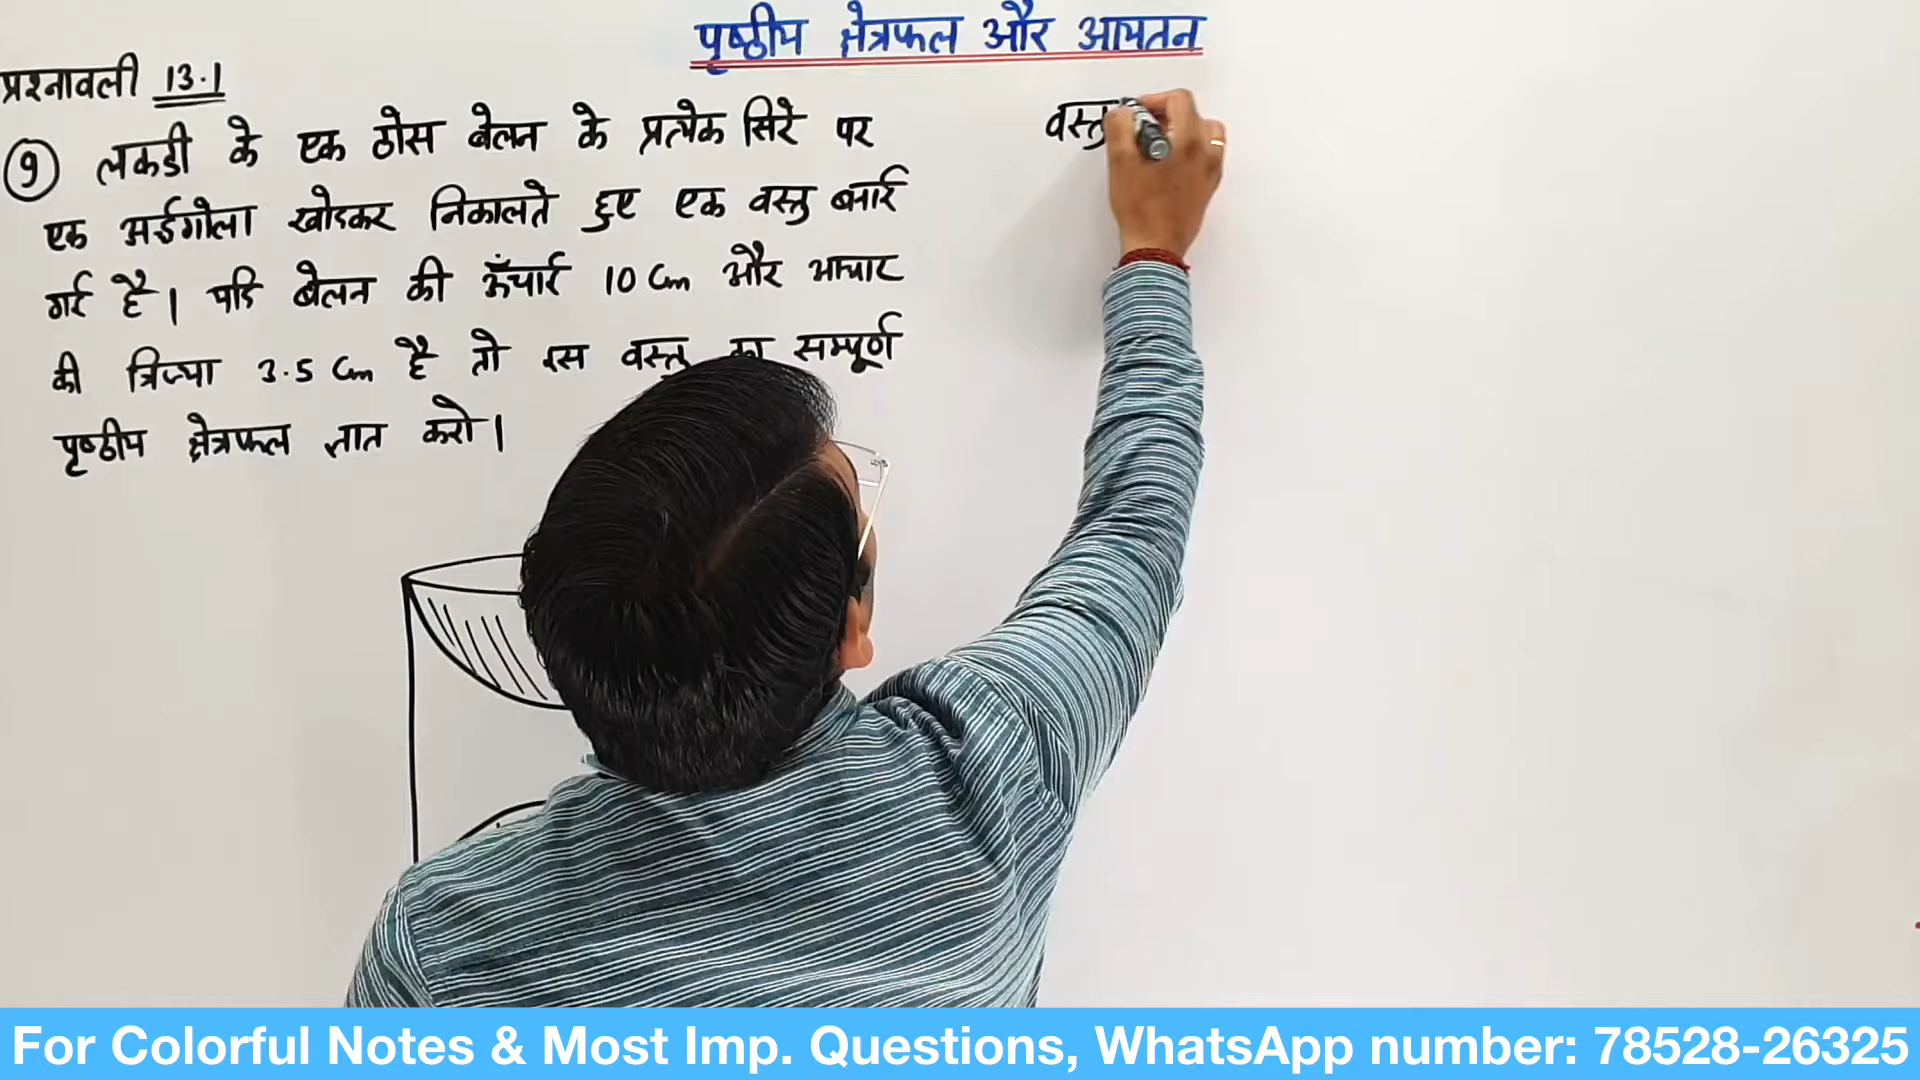 पृष्ठीय क्षेत्रफल और आयतन
प्रश्नावली 13.1
9 लकडी के एक ठोस बेलन के प्रत्येक सिरे पर
एक अर्द्धगोला खोदकर निकालते हुए एक वस्तु बनाई
गई है। यदि बेलन की ऊँचाई 10 Cm और आधार
की त्रिज्या 3.5 Cm है तो इस वस्तु का सम्पूर्ण
पृष्ठीय क्षेत्रफल ज्ञात करो।
वस्तु
For Colorful Notes & Most Imp. Questions, WhatsApp number: 78528-26325